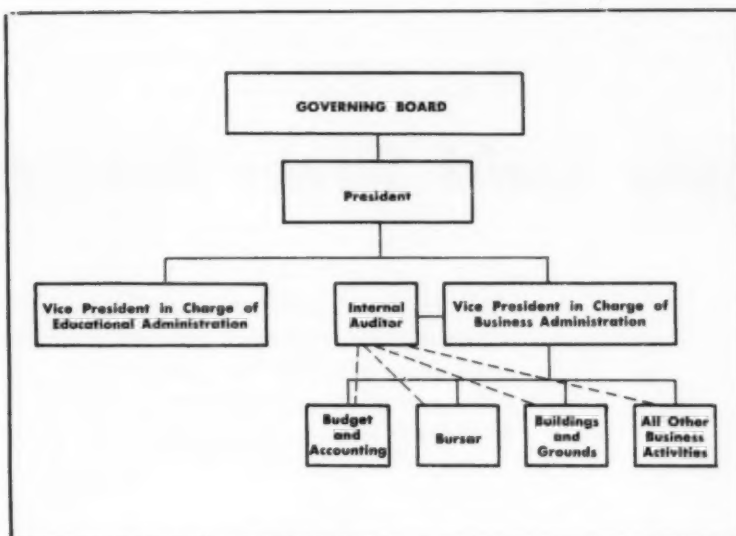 GOVERNING BOARD
President
Vice President in Charge of
Educational Administration
Internal
Auditor
Vice President in Charge of
Business Administration
Budget
and
Accounting
Bursar
Buildings
and
Grounds
All Other
Business
Activities